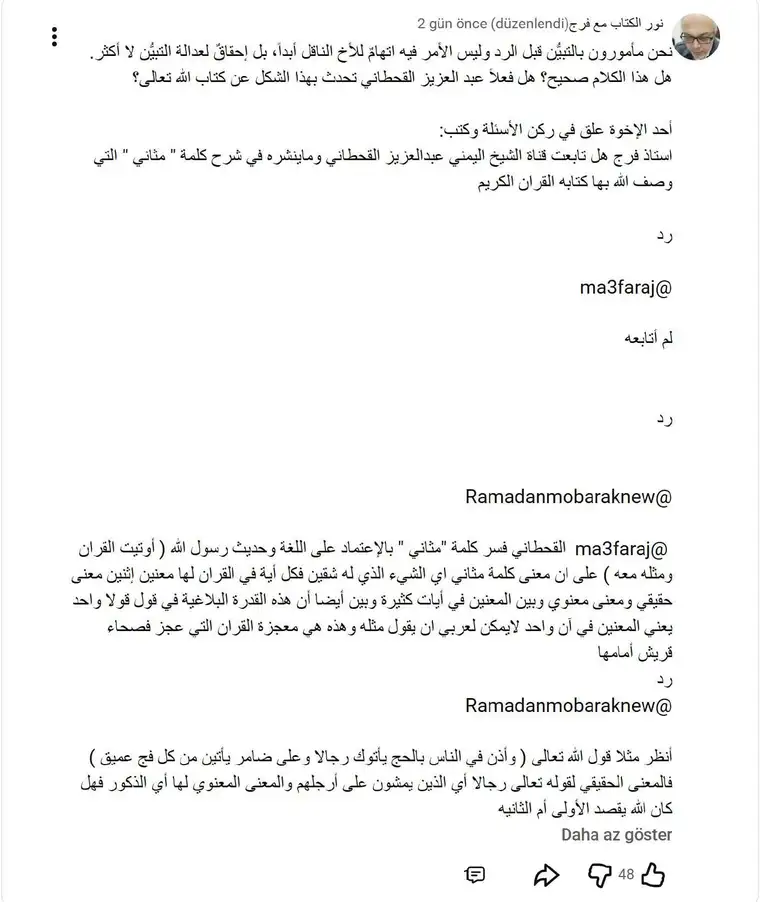 نور الكتاب مع فرج(düzenlendi) 2 gün önce
نحن مأمورون بالتبيُّن قبل الرد وليس الأمر فيه اتهامٌ للأخ الناقل أبداً، بل إحقاقٌ لعدالة التبيُّن لا أكثر.
هل هذا الكلام صحيح؟ هل فعلاً عبد العزيز القحطاني تحدث بهذا الشكل عن كتاب الله تعالى؟
أحد الإخوة علق في ركن الأسئلة وكتب:
استاذ فرج هل تابعت قناة الشيخ اليمني عبدالعزيز القحطاني وماينشره في شرح كلمة " مثاني " التي
وصف الله بها كتابه القران الكريم
رد
@ma3faraj
لم أتابعه
رد
@Ramadanmobaraknew
@ma3faraj القحطاني فسر كلمة "مثاني " بالإعتماد على اللغة وحديث رسول الله ( أوتيت القران
ومثله معه ) على ان معنى كلمة مثاني اي الشيء الذي له شقين فكل أية في القران لها معنين إثنين معنى
حقيقي ومعنى معنوي وبين المعنين في أيات كثيرة وبين أيضا أن هذه القدرة البلاغية في قول قولا واحد
يعني المعنين في آن واحد لايمكن لعربي ان يقول مثله وهذه هي معجزة القران التي عجز فصحاء
قريش أمامها
رد
@Ramadanmobaraknew
أنظر مثلا قول الله تعالى ( وأذن في الناس بالحج يأتوك رجالا وعلى ضامر يأتين من كل فج عميق )
فالمعنى الحقيقي لقوله تعالى رجالا أي الذين يمشون على أرجلهم والمعنى المعنوي لها أي الذكور فهل
كان الله يقصد الأولى أم الثانيه
Daha az göster
48